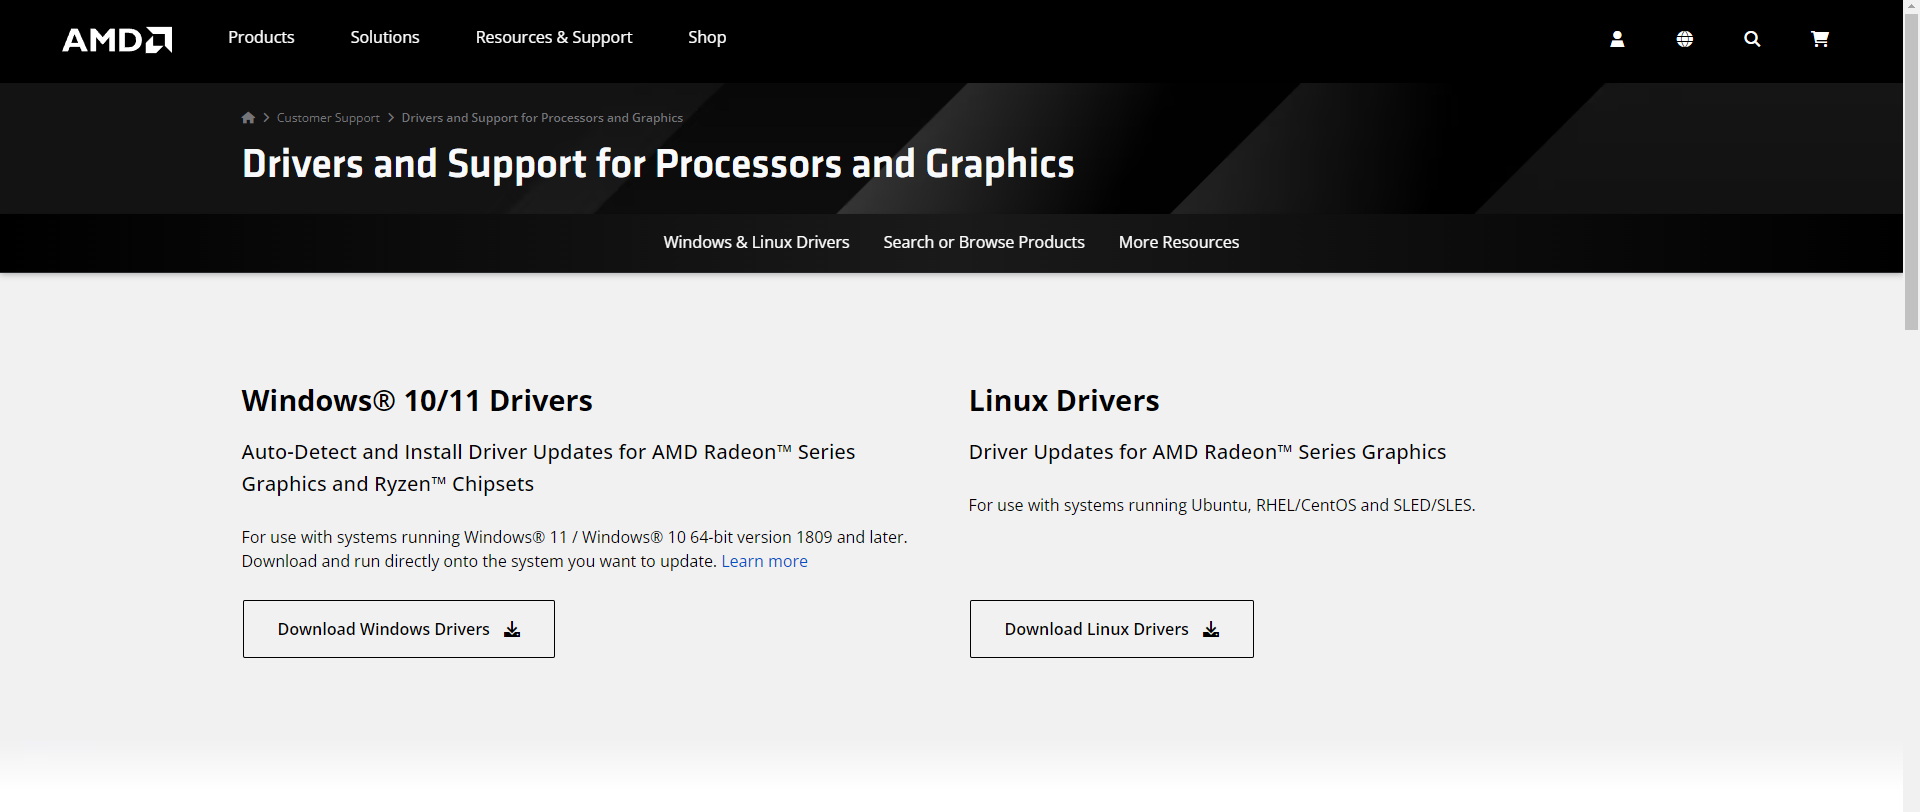 AMD
Products
Solutions
Resources & Support
Shop
Customer Support
Drivers and Support for Processors and Graphics
Drivers and Support for Processors and Graphics
Windows & Linux Drivers
Search or Browse Products
More Resources
Windows® 10/11 Drivers
Auto-Detect and Install Driver Updates for AMD Radeon™ Series
Graphics and Ryzen™ Chipsets
For use with systems running Windows® 11 / Windows® 10 64-bit version 1809 and later.
Download and run directly onto the system you want to update. Learn more
Download Windows Drivers
Linux Drivers
Driver Updates for AMD Radeon™ Series Graphics
For use with systems running Ubuntu, RHEL/CentOS and SLED/SLES.
Download Linux Drivers